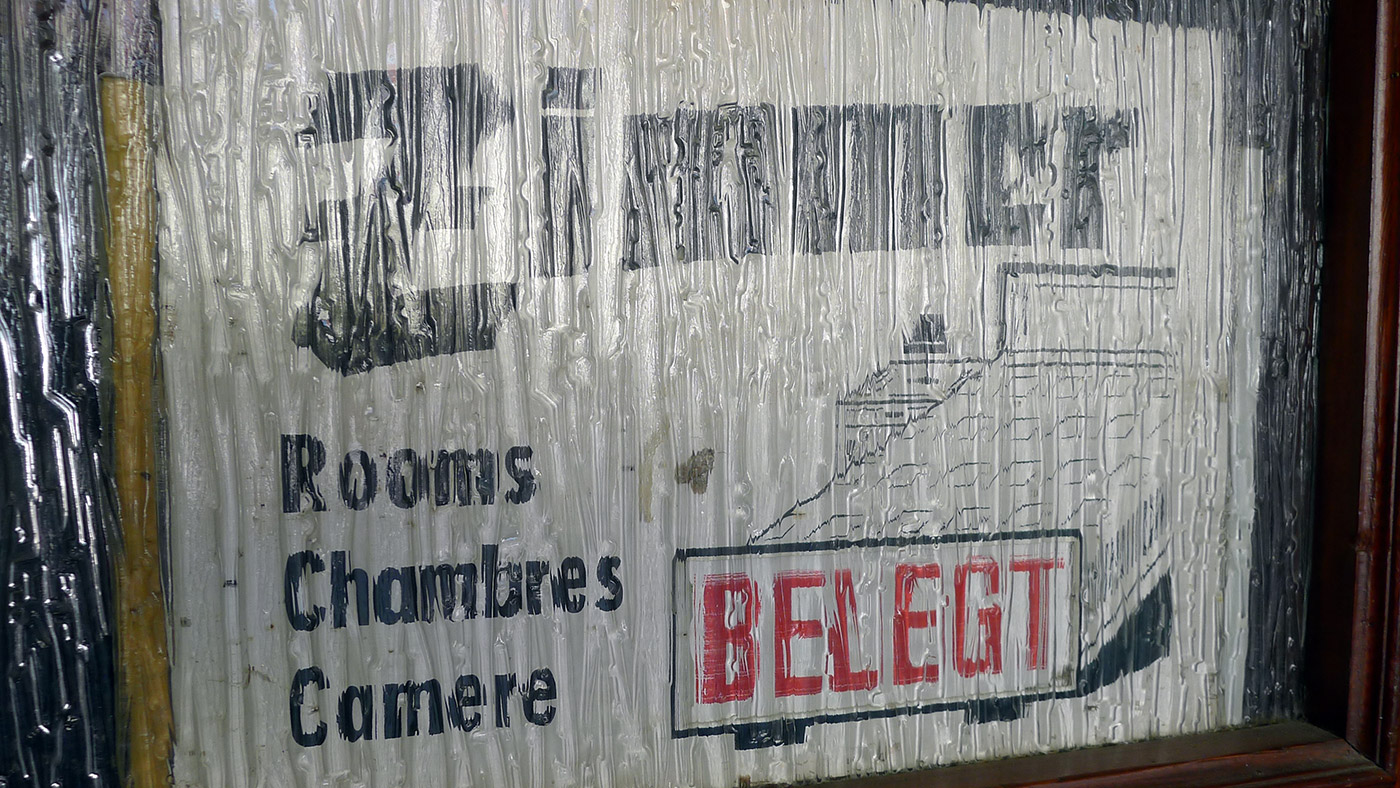 Zimmer
Rooms
Chambres
Camere
BELEGT